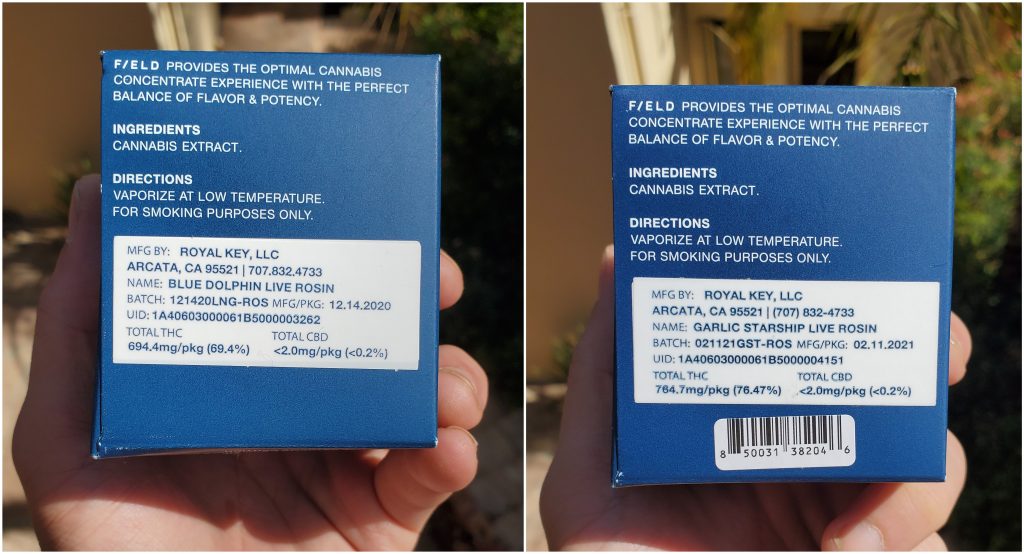 F/ELD PROVIDES THE OPTIMAL CANNABIS
CONCENTRATE EXPERIENCE WITH THE PERFECT
BALANCE OF FLAVOR & POTENCY.
INGREDIENTS
CANNABIS EXTRACT.
DIRECTIONS
VAPORIZE AT LOW TEMPERATURE.
FOR SMOKING PURPOSES ONLY.
MFG BY: ROYAL KEY, LLC
ARCATA, CA 95521 | 707.832.4733
NAME: BLUE DOLPHIN LIVE ROSIN
BATCH: 121420LNG-ROS MFG/PKG: 12.14.2020
UID: 1A40603000061B5000003262
TOTAL THC TOTAL CBD
694.4mg/pkg (69.4%) <2.0mg/pkg (<0.2%)
F/ELD PROVIDES THE OPTIMAL CANNABIS
CONCENTRATE EXPERIENCE WITH THE PERFECT
BALANCE OF FLAVOR & POTENCY.
INGREDIENTS
CANNABIS EXTRACT.
DIRECTIONS
VAPORIZE AT LOW TEMPERATURE.
FOR SMOKING PURPOSES ONLY.
MFG BY: ROYAL KEY, LLC
ARCATA, CA 95521 | (707) 832-4733
NAME: GARLIC STARSHIP LIVE ROSIN
BATCH: 021121GST-ROS MFG/PKG: 02.11.2021
UID: 1A40603000061B5000004151
TOTAL THC TOTAL CBD
764.7mg/pkg (76.47%) <2.0mg/pkg (<0.2%)
8 50031 38204 6